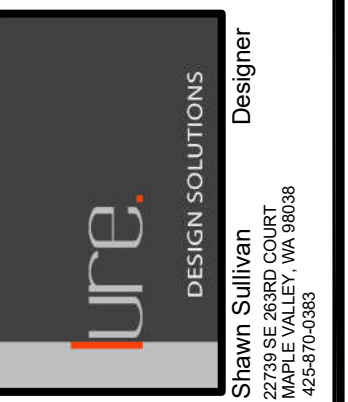 lure.
DESIGN SOLUTIONS
Shawn Sullivan Designer
22739 SE 263RD COURT
MAPLE VALLEY, WA 98038
425-870-0383